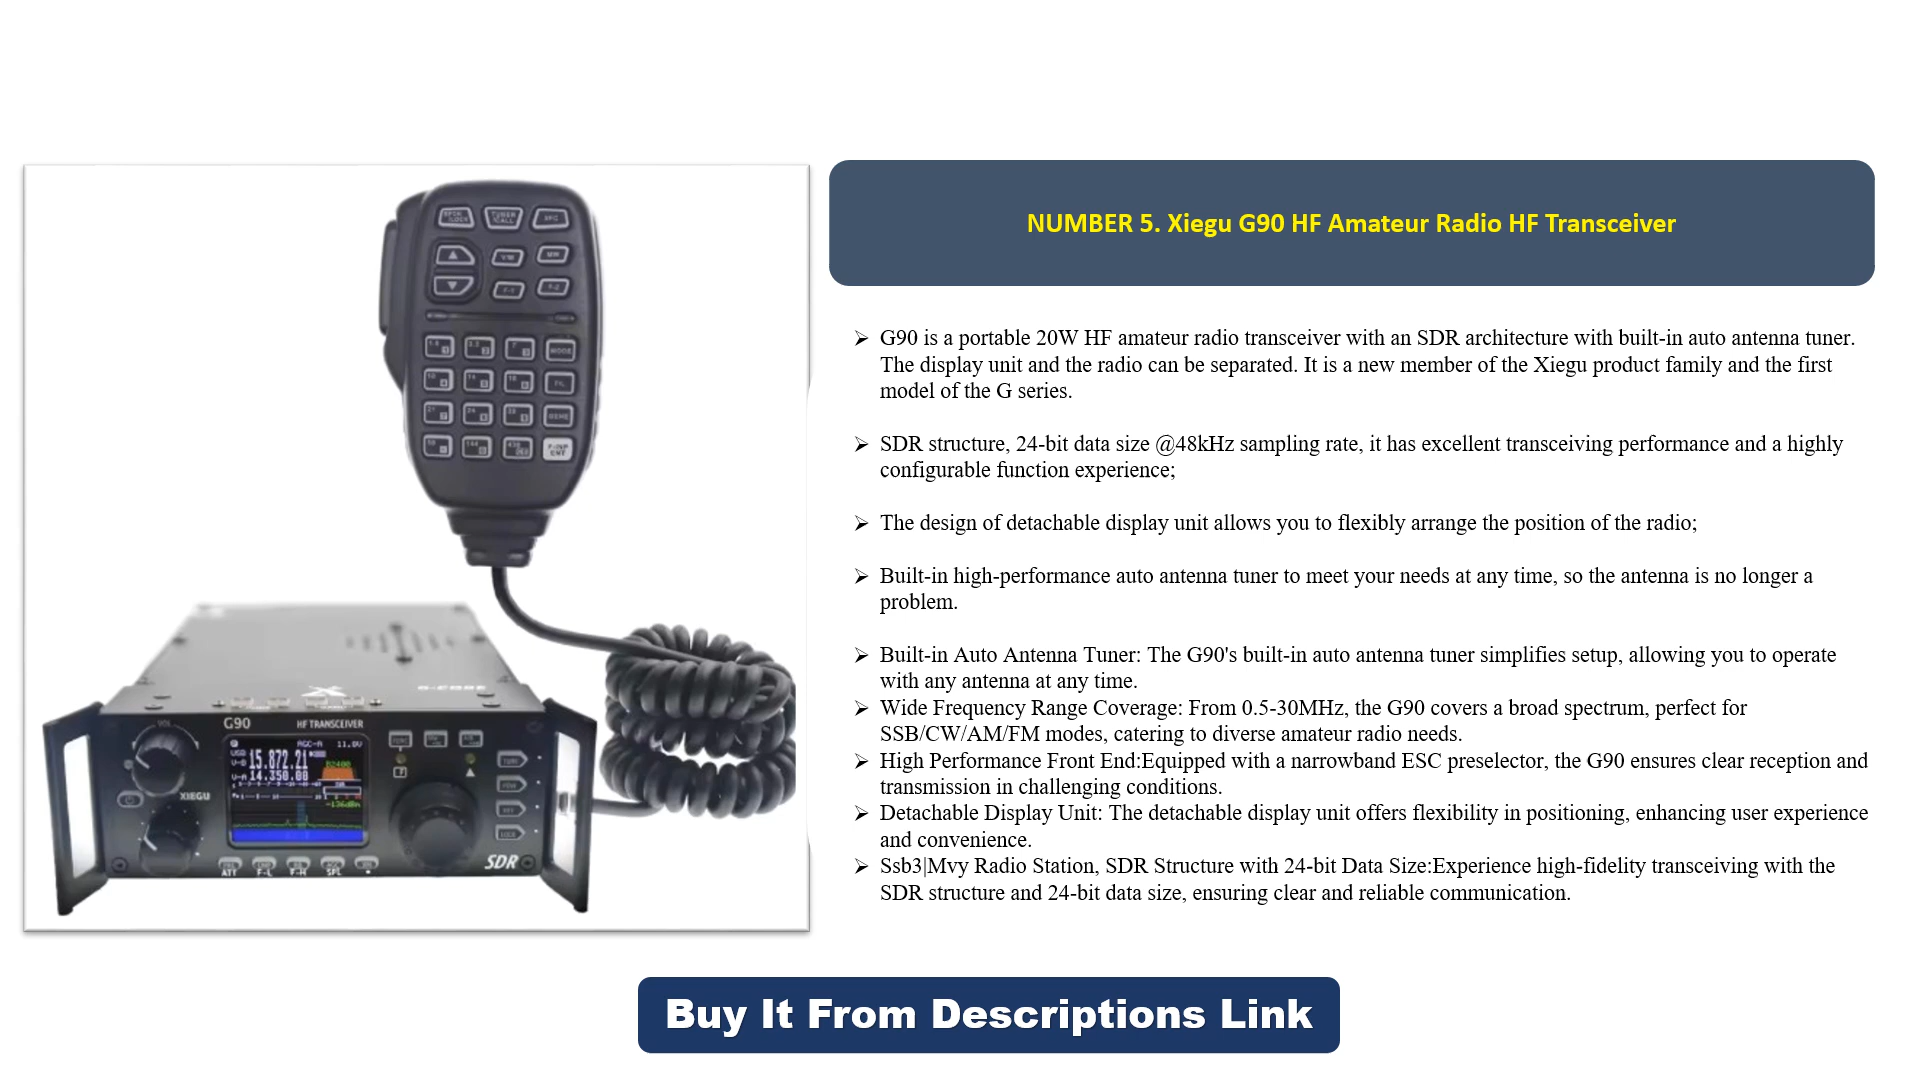 NUMBER 5. Xiegu G90 HF Amateur Radio HF Transceiver
G90 is a portable 20W HF amateur radio transceiver with an SDR architecture with built-in auto antenna tuner.
The display unit and the radio can be separated. It is a new member of the Xiegu product family and the first
model of the G series.
SDR structure, 24-bit data size @48kHz sampling rate, it has excellent transceiving performance and a highly
configurable function experience;
The design of detachable display unit allows you to flexibly arrange the position of the radio;
Built-in high-performance auto antenna tuner to meet your needs at any time, so the antenna is no longer a
problem.
Built-in Auto Antenna Tuner: The G90's built-in auto antenna tuner simplifies setup, allowing you to operate
with any antenna at any time.
Wide Frequency Range Coverage: From 0.5-30MHz, the G90 covers a broad spectrum, perfect for
SSB/CW/AM/FM modes, catering to diverse amateur radio needs.
High Performance Front End:Equipped with a narrowband ESC preselector, the G90 ensures clear reception and
transmission in challenging conditions.
Detachable Display Unit: The detachable display unit offers flexibility in positioning, enhancing user experience
and convenience.
Ssb3|Mvy Radio Station, SDR Structure with 24-bit Data Size:Experience high-fidelity transceiving with the
SDR structure and 24-bit data size, ensuring clear and reliable communication.
G90 HF TRANSCEIVER
VOL
AGC-A 11.0V
15.872.21
14.350.00
-136dBm
XIEGU
MODE
LOCK
ATT F-L F-H SPL
SDR
Buy It From Descriptions Link